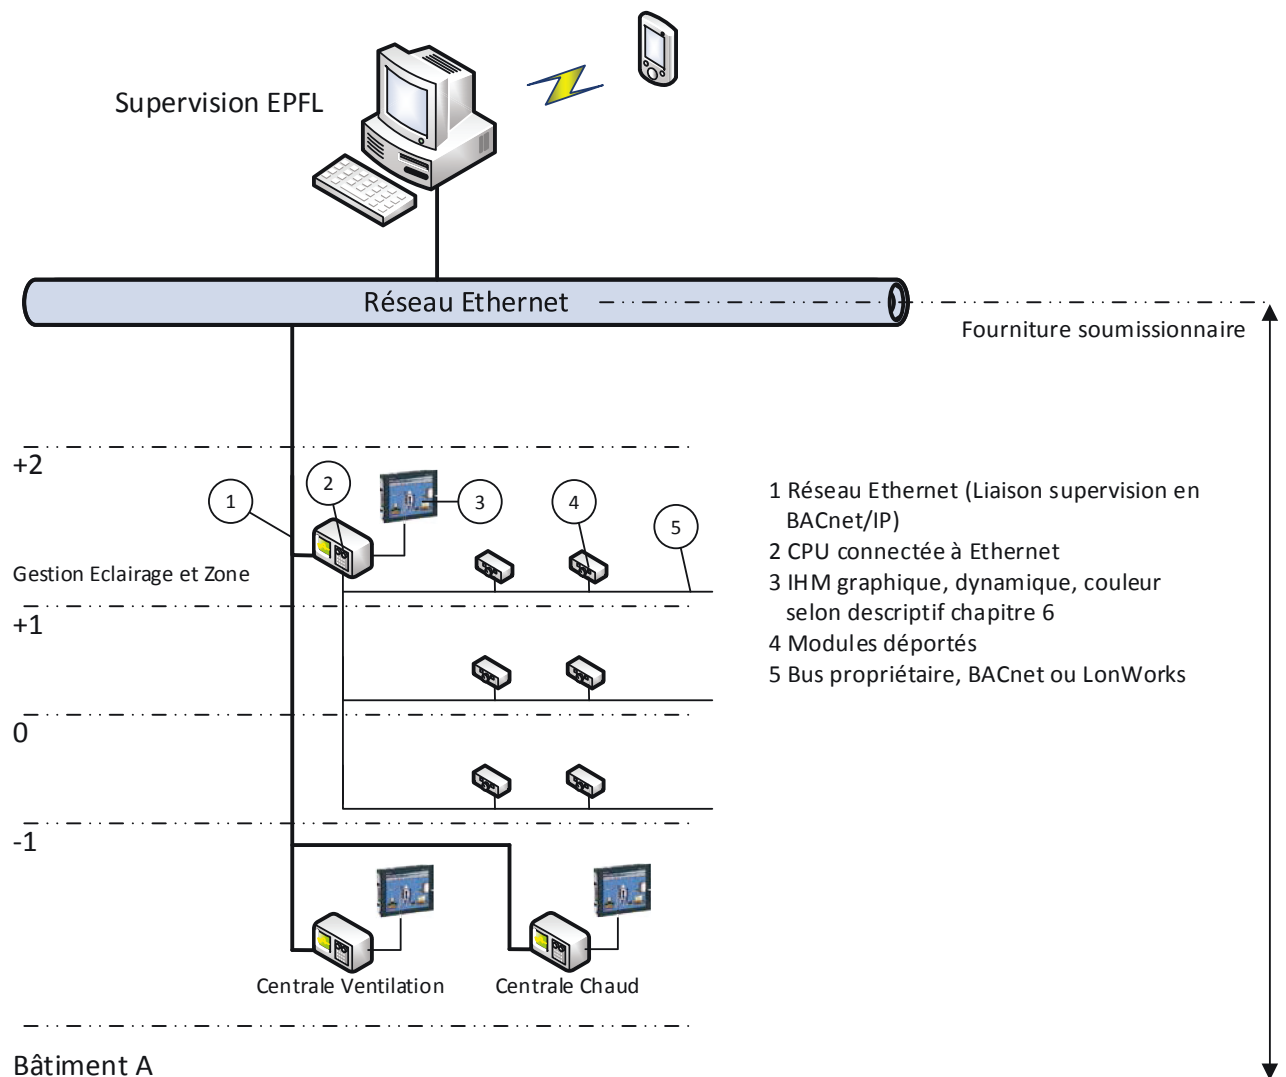 Supervision EPFL
Réseau Ethernet
Fourniture soumissionnaire
+2
1
2
3
4
5
Gestion Eclairage et Zone
1 Réseau Ethernet (Liaison supervision en
BACnet/IP)
2 CPU connectée à Ethernet
3 IHM graphique, dynamique, couleur
selon descriptif chapitre 6
4 Modules déportés
5 Bus propriétaire, BACnet ou LonWorks
+1
0
-1
Centrale Ventilation
Centrale Chaud
Bâtiment A